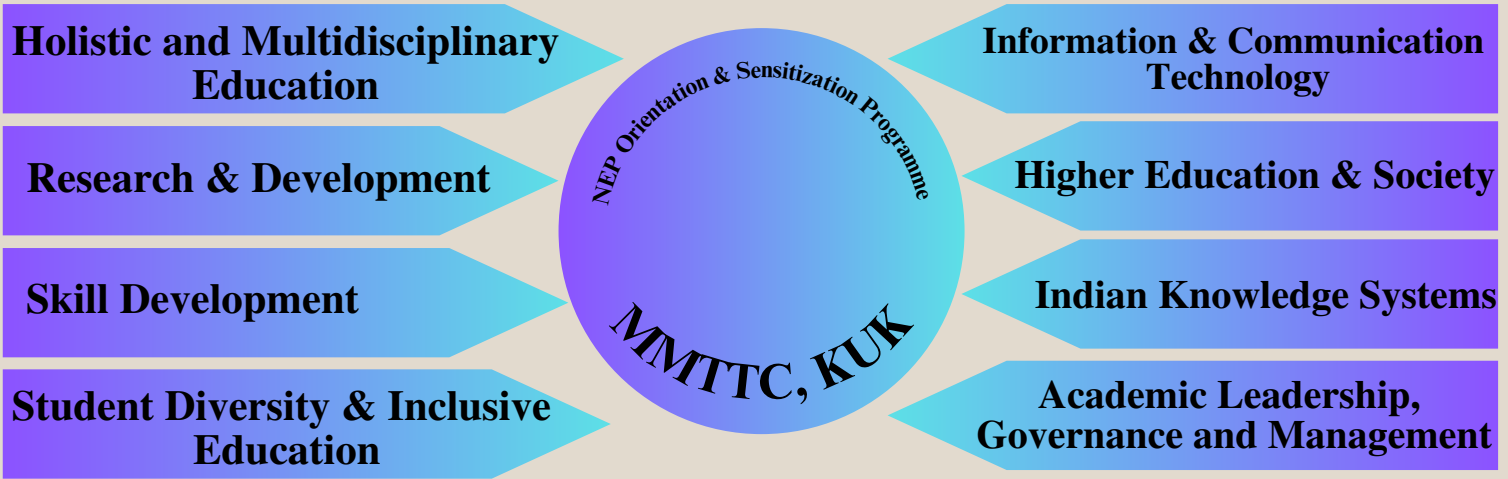 Holistic and Multidisciplinary
Education
Research & Development
Skill Development
Student Diversity & Inclusive
Education
NEP Orientation & Sensitization Programme
MMTTC, KUK
Information & Communication
Technology
Higher Education & Society
Indian Knowledge Systems
Academic Leadership,
Governance and Management